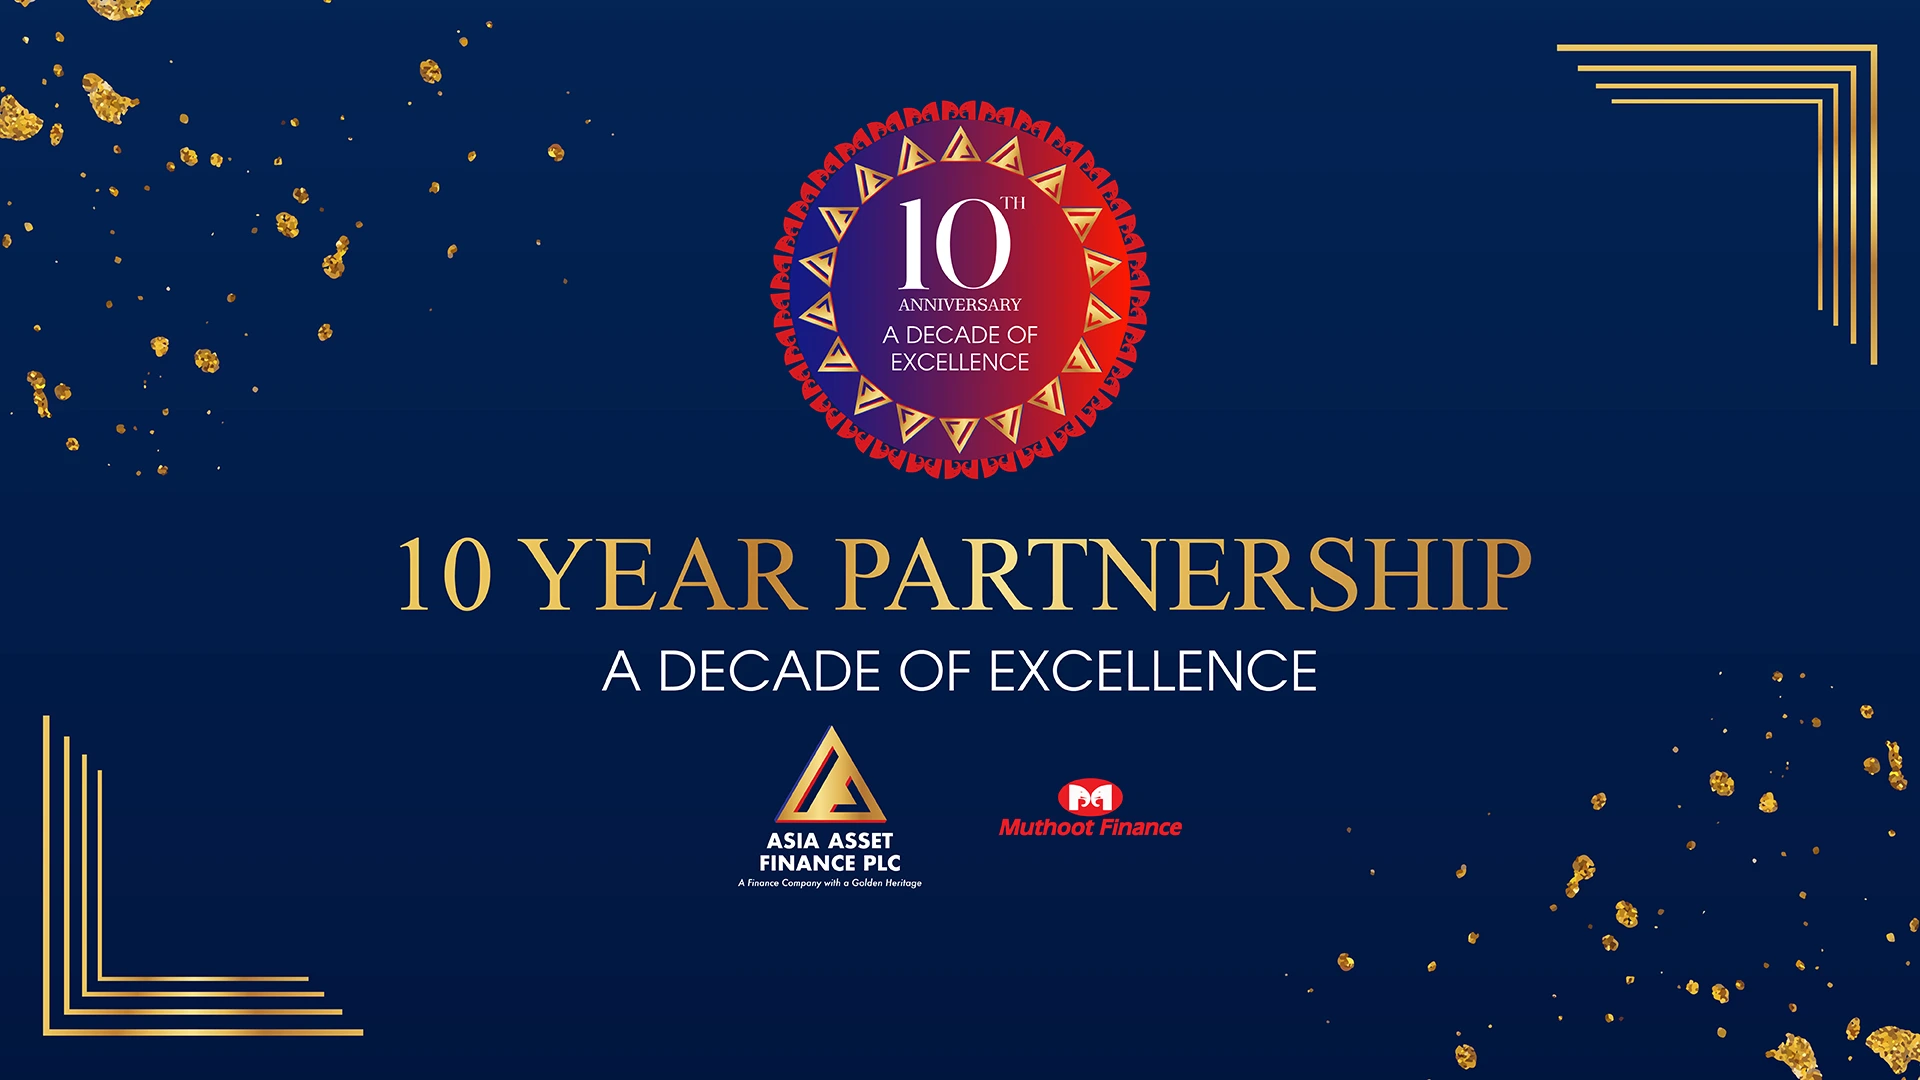 10TH
ANNIVERSARY
A DECADE OF
EXCELLENCE
10 YEAR PARTNERSHIP
A DECADE OF EXCELLENCE
ASIA ASSET
FINANCE PLC
A Finance Company with a Golden Heritage
Muthoot Finance